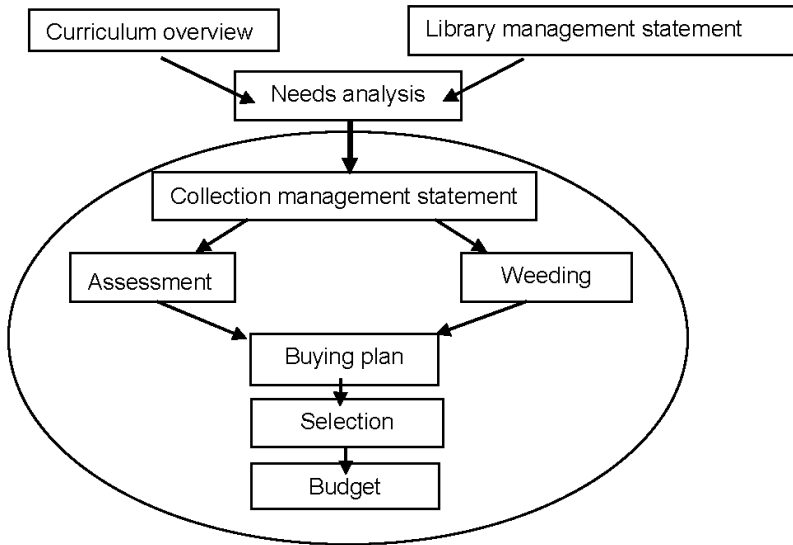 Curriculum overview
Library management statement
Needs analysis
Collection management statement
Assessment
Weeding
Buying plan
Selection
Budget